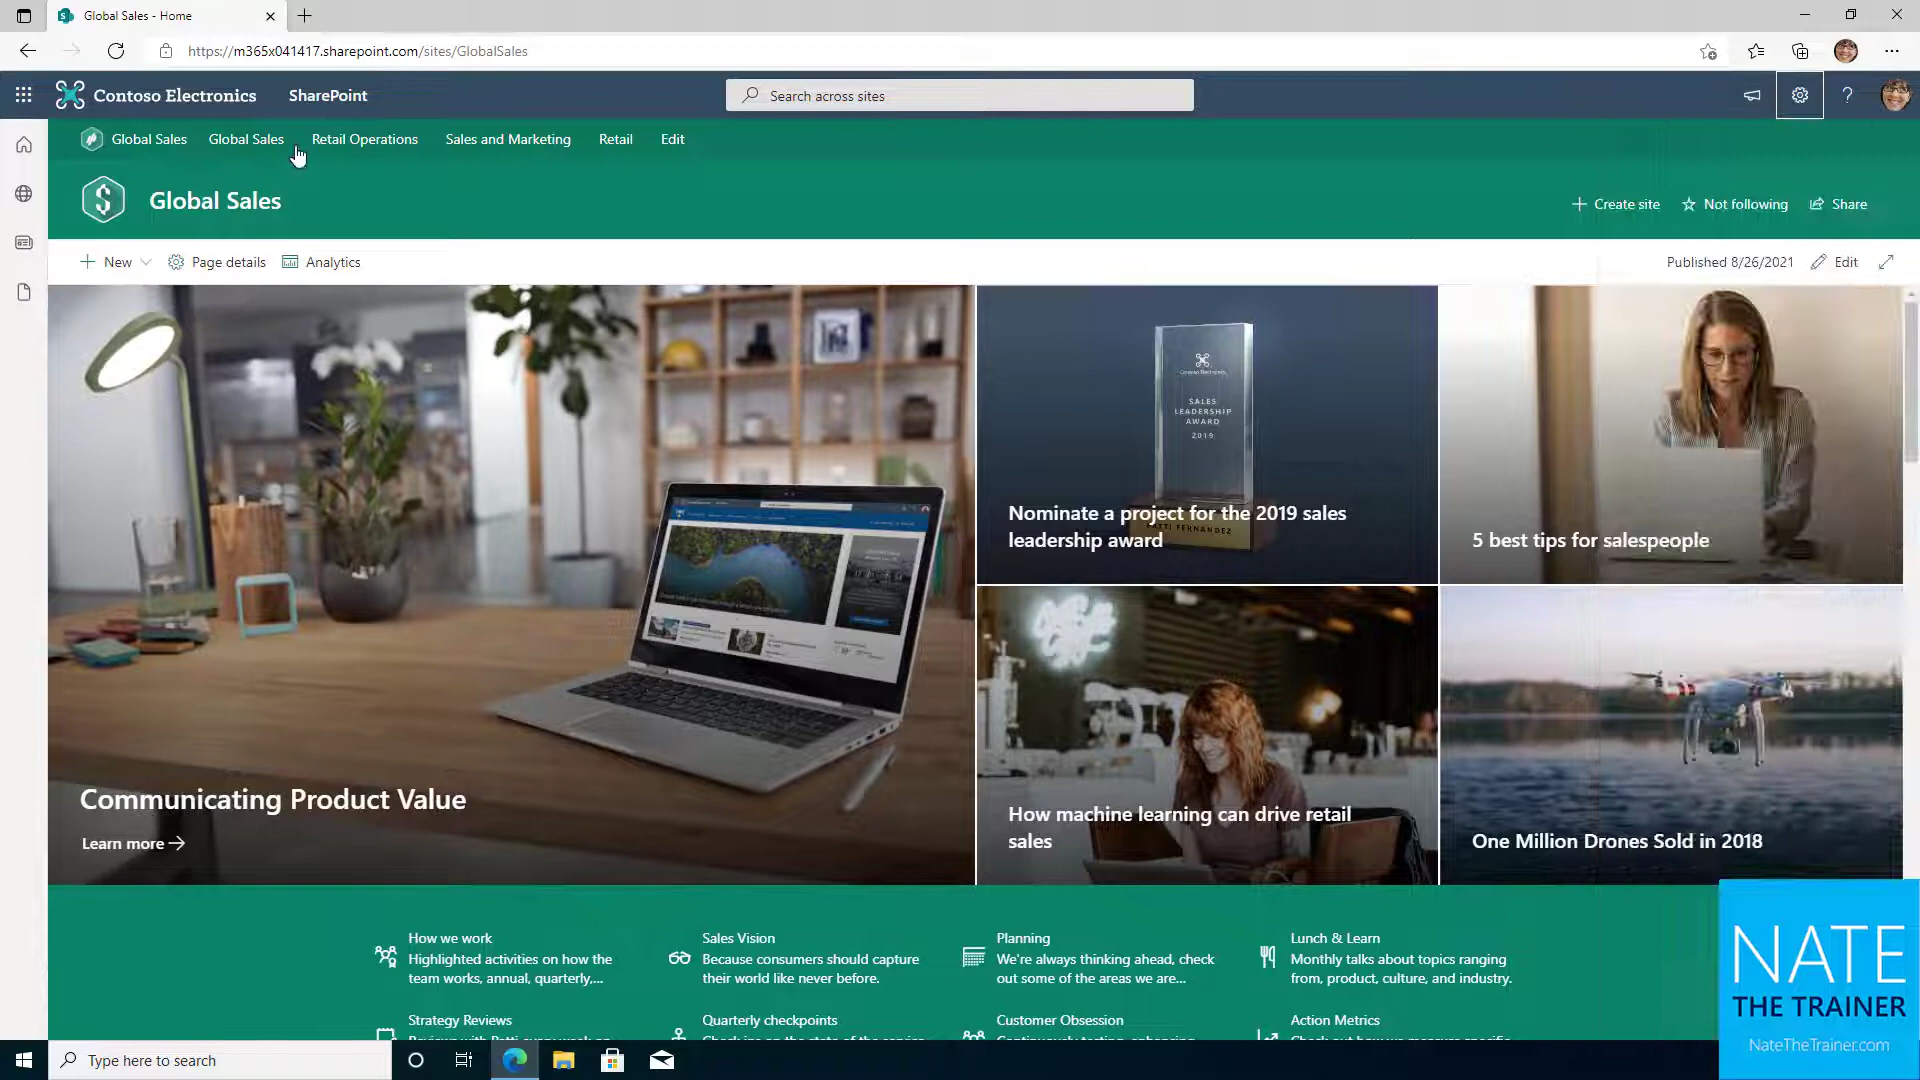 Global Sales - Home
https://m365x041417.sharepoint.com/sites/GlobalSales
Contoso Electronics SharePoint Search across sites ?
Global Sales Global Sales Retail Operations Sales and Marketing Retail Edit
Global Sales
Create site Not following Share
New Page details Analytics Published 8/26/2021 Edit
Contoso Electronics
SALES
LEADERSHIP
AWARD
2019
Nominate a project for the 2019 sales
leadership award
PATTI FERNANDEZ
5 best tips for salespeople
Communicating Product Value
Learn more
How machine learning can drive retail
sales
One Million Drones Sold in 2018
How we work
Highlighted activities on how the
team works, annual, quarterly,...
Sales Vision
Because consumers should capture
their world like never before.
Planning
We're always thinking ahead, check
out some of the areas we are...
Lunch & Learn
Monthly talks about topics ranging
from, product, culture, and industry.
Strategy Reviews
Quarterly checkpoints
Customer Obsession
Action Metrics
NATE
THE TRAINER
NateTheTrainer.com
Type here to search